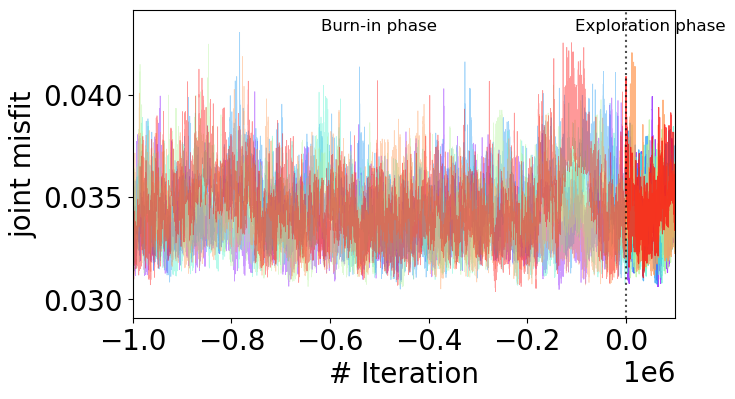 Burn-in phase Exploration phase
0.040
0.035
0.030
joint misfit
−1.0 −0.8 −0.6 −0.4 −0.2 0.0
# Iteration
1e6